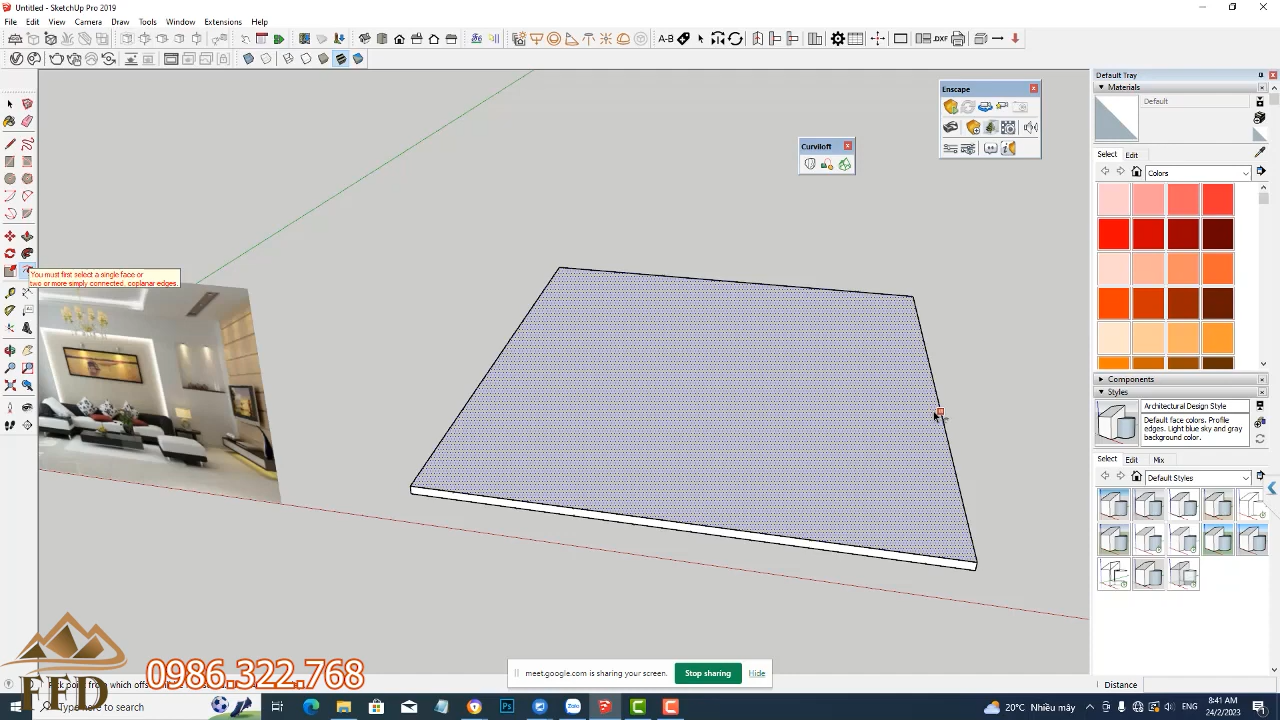 Untitled - SketchUp Pro 2019
File Edit View Camera Draw Tools Window Extensions Help
A-B
DXF
Enscape
Curviloft
You must first select a single face or
two or more simply connected, coplanar edges.
Default Tray
Materials
Default
Select Edit
Colors
Components
Styles
Architectural Design Style
Default face colors. Profile
edges. Light blue sky and gray
background color.
Select Edit Mix
Default Styles
FFD
0986.322.768
meet.google.com is sharing your screen.
Stop sharing
Hide
Distance
Type here to search
Ps
Zalo
20°C Nhiều mây
8:41 AM
24/2/2023